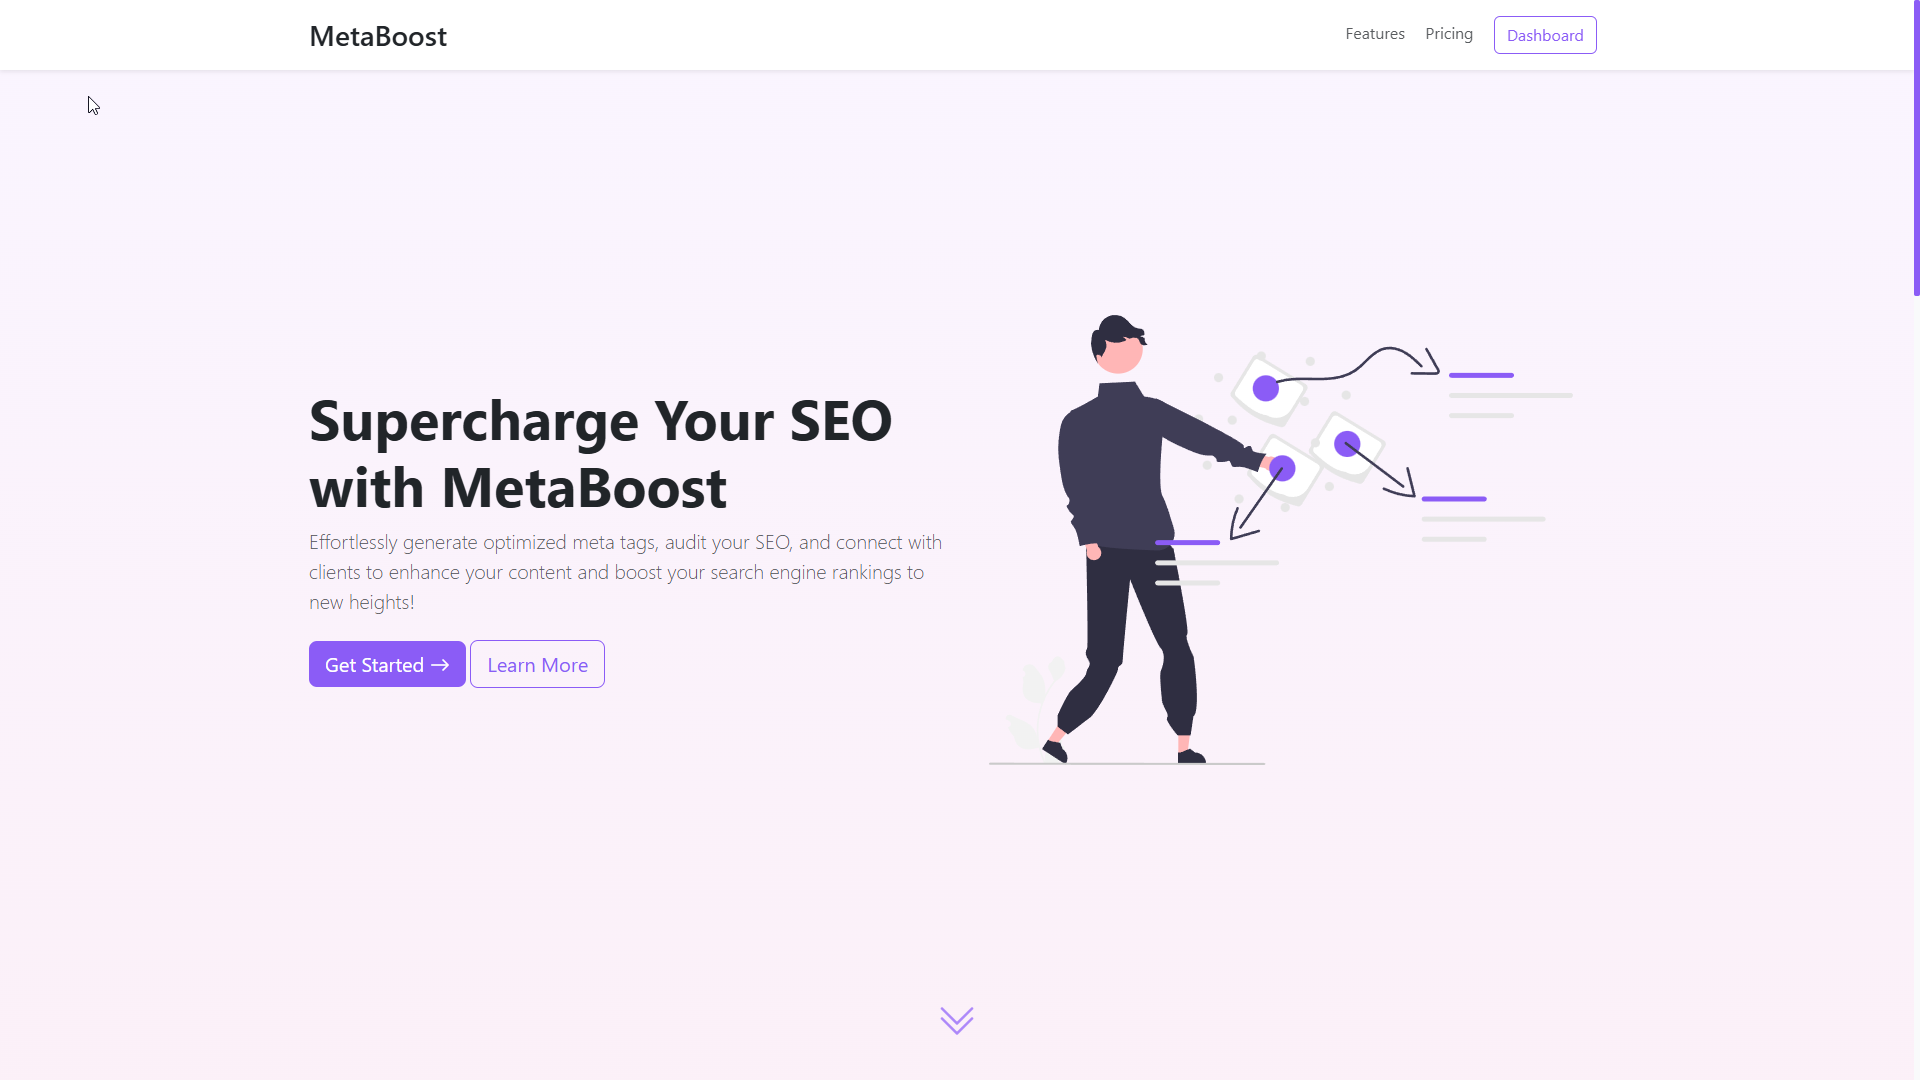 MetaBoost
Features
Pricing
Dashboard
Supercharge Your SEO
with MetaBoost
Effortlessly generate optimized meta tags, audit your SEO, and connect with
clients to enhance your content and boost your search engine rankings to
new heights!
Get Started →
Learn More